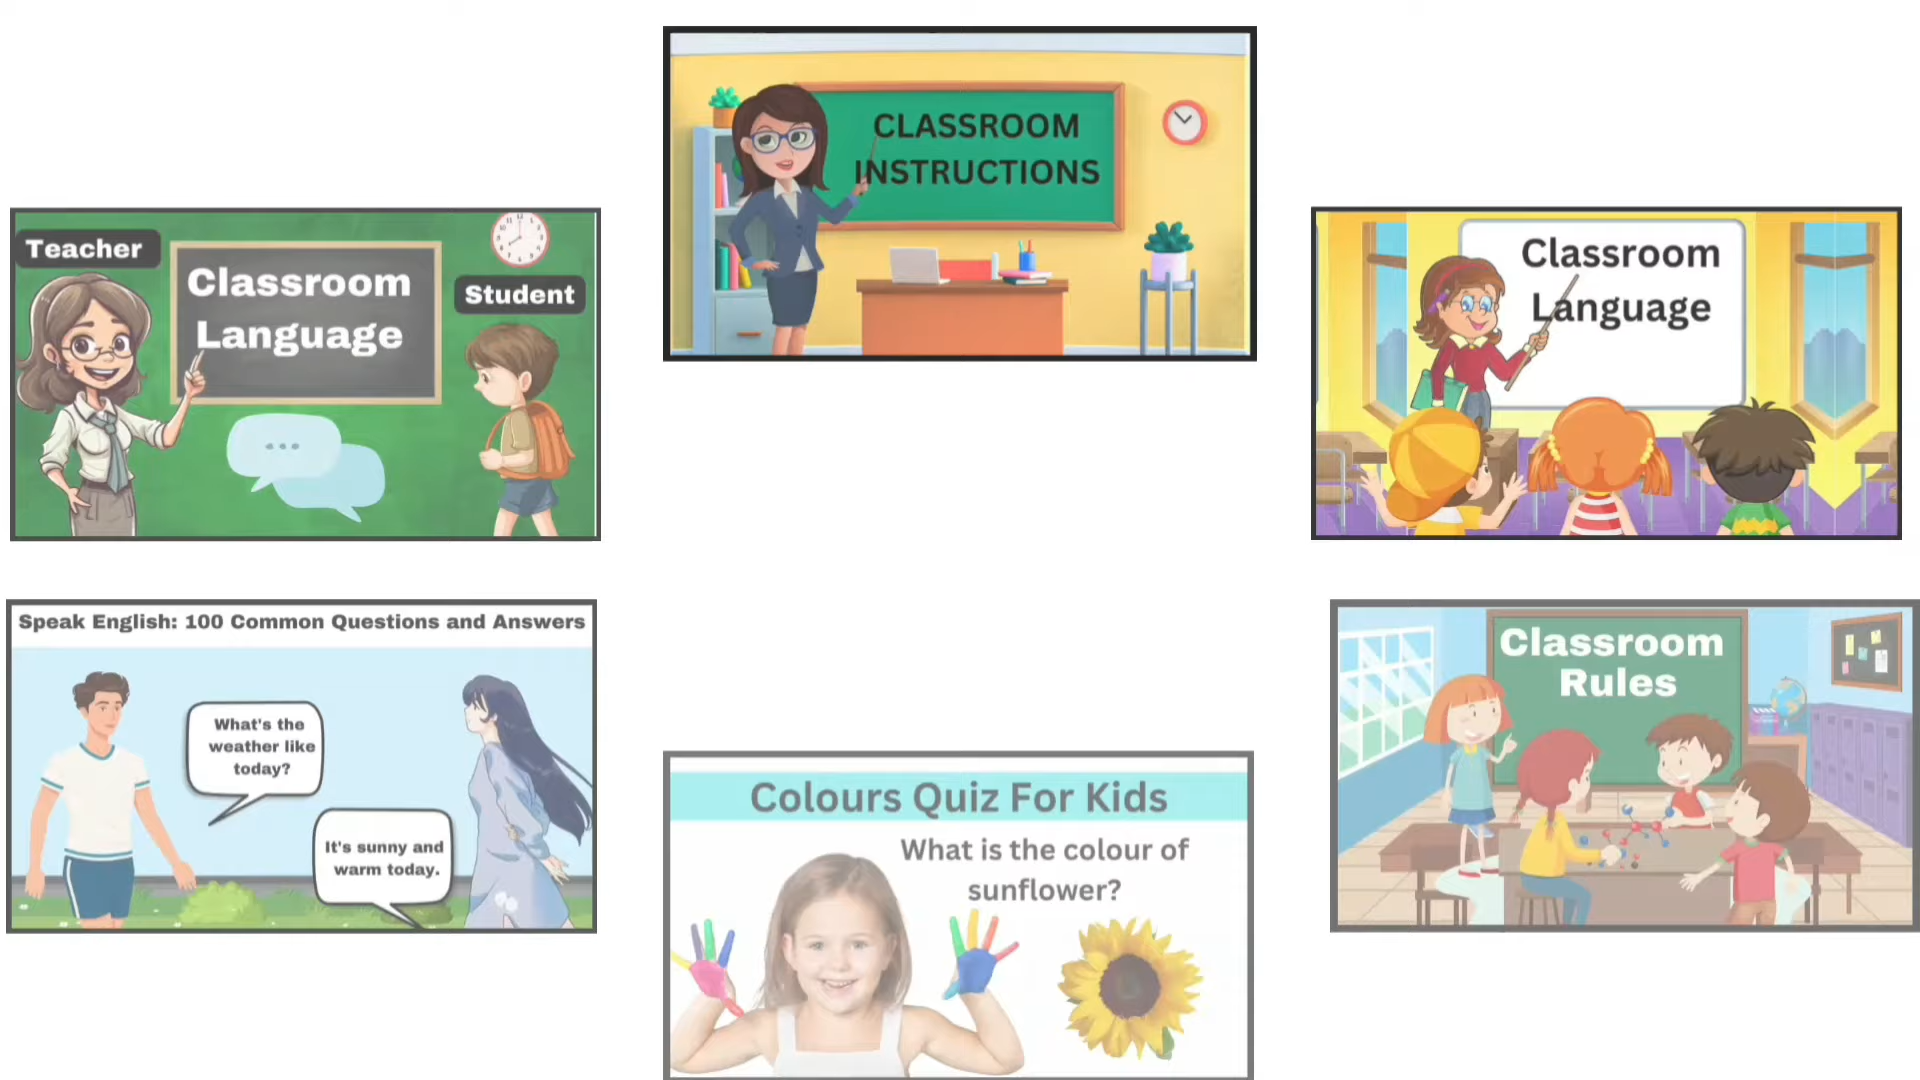 CLASSROOM
INSTRUCTIONS
Teacher
Classroom
Language
Student
Classroom
Language
Speak English: 100 Common Questions and Answers
What's the
weather like
today?
It's sunny and
warm today.
Colours Quiz For Kids
What is the colour of
sunflower?
Classroom
Rules